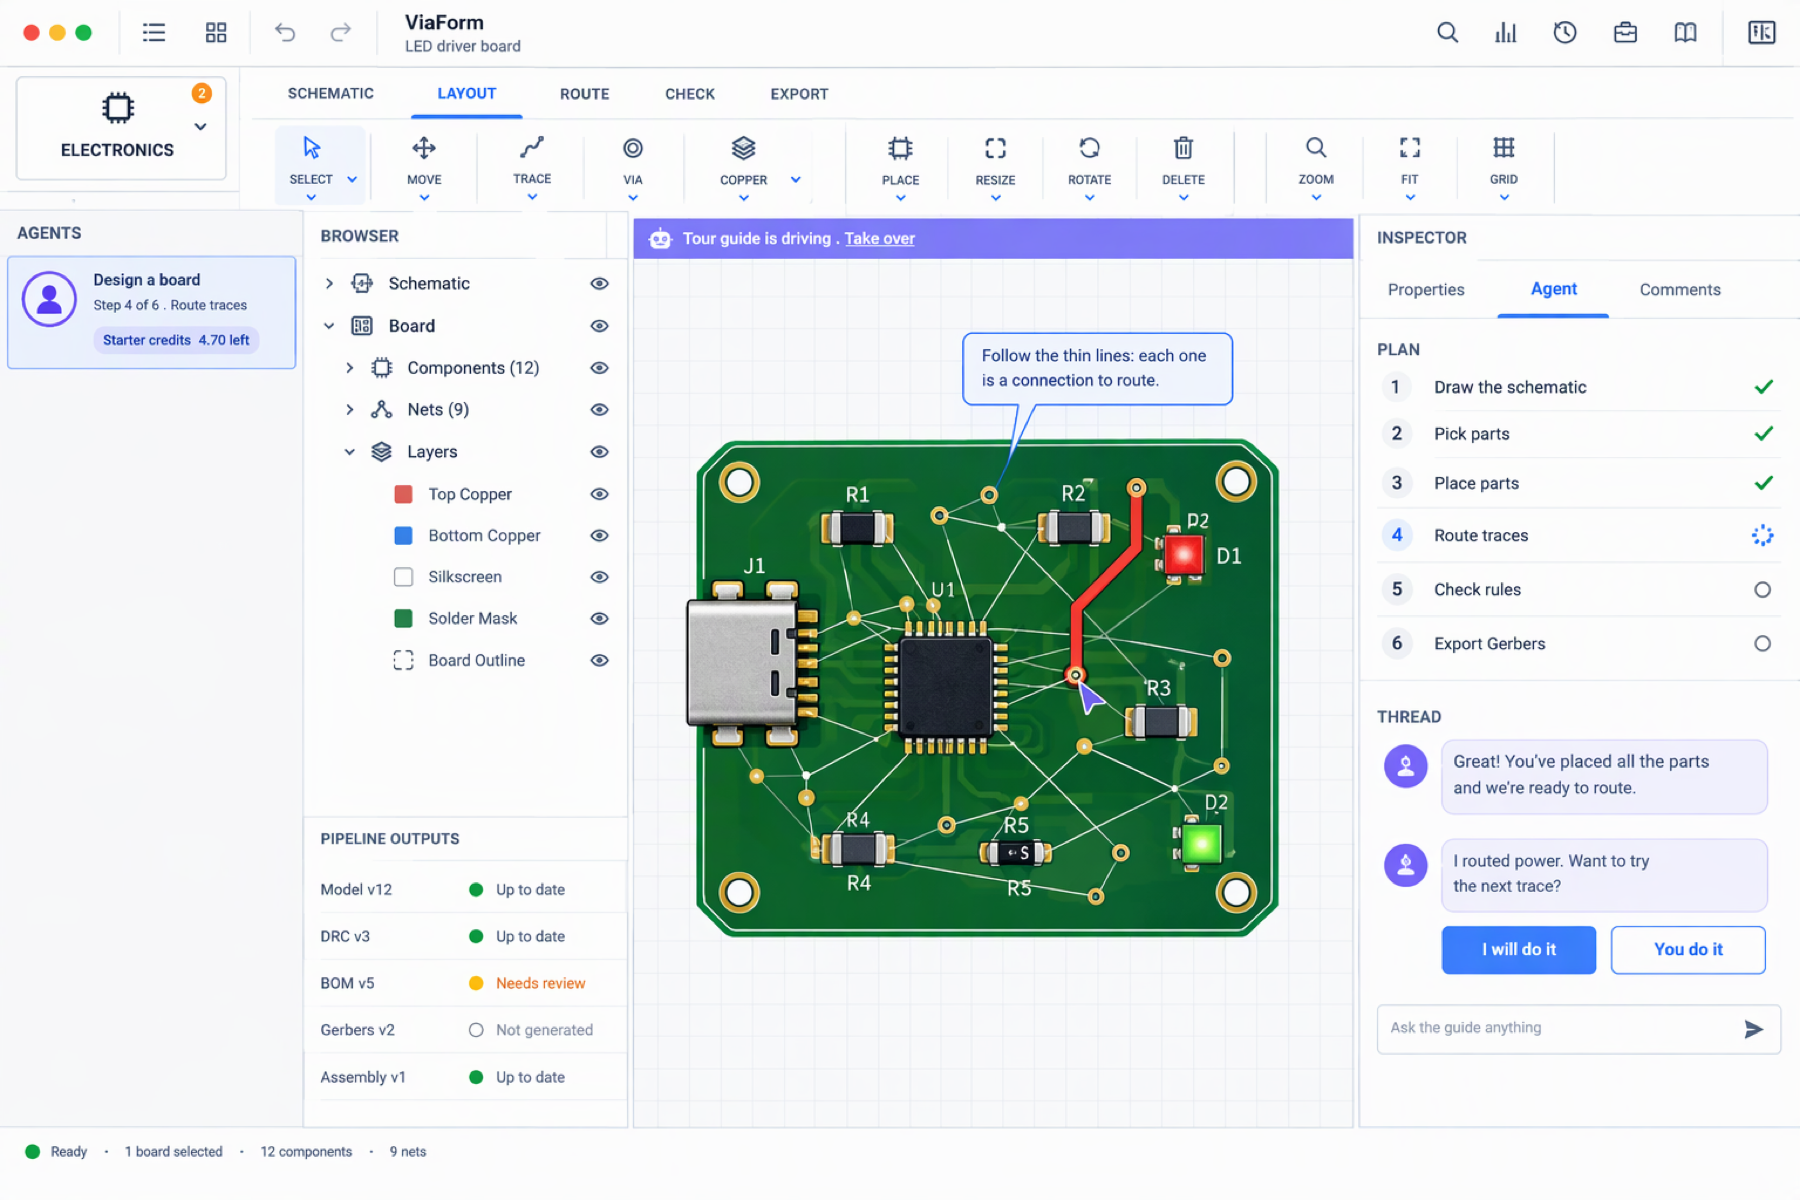 ViaForm
LED driver board
2
ELECTRONICS
SCHEMATIC
LAYOUT
ROUTE
CHECK
EXPORT
SELECT
MOVE
TRACE
VIA
COPPER
PLACE
RESIZE
ROTATE
DELETE
ZOOM
FIT
GRID
AGENTS
Design a board
Step 4 of 6 . Route traces
Starter credits 4.70 left
BROWSER
Schematic
Board
Components (12)
Nets (9)
Layers
Top Copper
Bottom Copper
Silkscreen
Solder Mask
Board Outline
PIPELINE OUTPUTS
Model v12 Up to date
DRC v3 Up to date
BOM v5 Needs review
Gerbers v2 Not generated
Assembly v1 Up to date
Tour guide is driving . Take over
Follow the thin lines: each one
is a connection to route.
R1
R2
D1
J1
U1
R3
D2
R4
R5
S
R4
R5
INSPECTOR
Properties
Agent
Comments
PLAN
1 Draw the schematic
2 Pick parts
3 Place parts
4 Route traces
5 Check rules
6 Export Gerbers
THREAD
Great! You've placed all the parts
and we're ready to route.
I routed power. Want to try
the next trace?
I will do it
You do it
Ask the guide anything
Ready · 1 board selected · 12 components · 9 nets